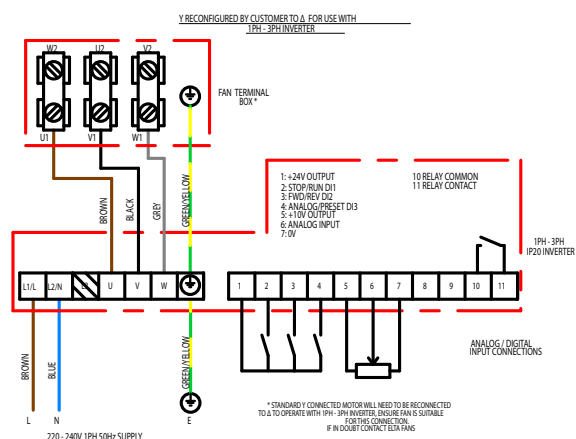 Y RECONFIGURED BY CUSTOMER TO Δ FOR USE WITH
1PH - 3PH INVERTER
W2 U2 V2
FAN TERMINAL
BOX *
U1 V1 W1
BROWN
BLACK
GREY
GREEN/YELLOW
1: +24V OUTPUT
2: STOP/RUN DI1
3: FWD/REV DI2
4: ANALOG/PRESET DI3
5: +10V OUTPUT
6: ANALOG INPUT
7: 0V
10 RELAY COMMON
11 RELAY CONTACT
1PH - 3PH
IP20 INVERTER
L1/L L2/N U V W
1 2 3 4 5 6 7 8 9 10 11
ANALOG / DIGITAL
INPUT CONNECTIONS
BROWN
BLUE
GREEN/YELLOW
L N E
220 - 240V 1PH 50Hz SUPPLY
* STANDARD Y CONNECTED MOTOR WILL NEED TO BE RECONNECTED
TO Δ TO OPERATE WITH 1PH - 3PH INVERTER, ENSURE FAN IS SUITABLE
FOR THIS CONNECTION.
IF IN DOUBT CONTACT ELTA FANS